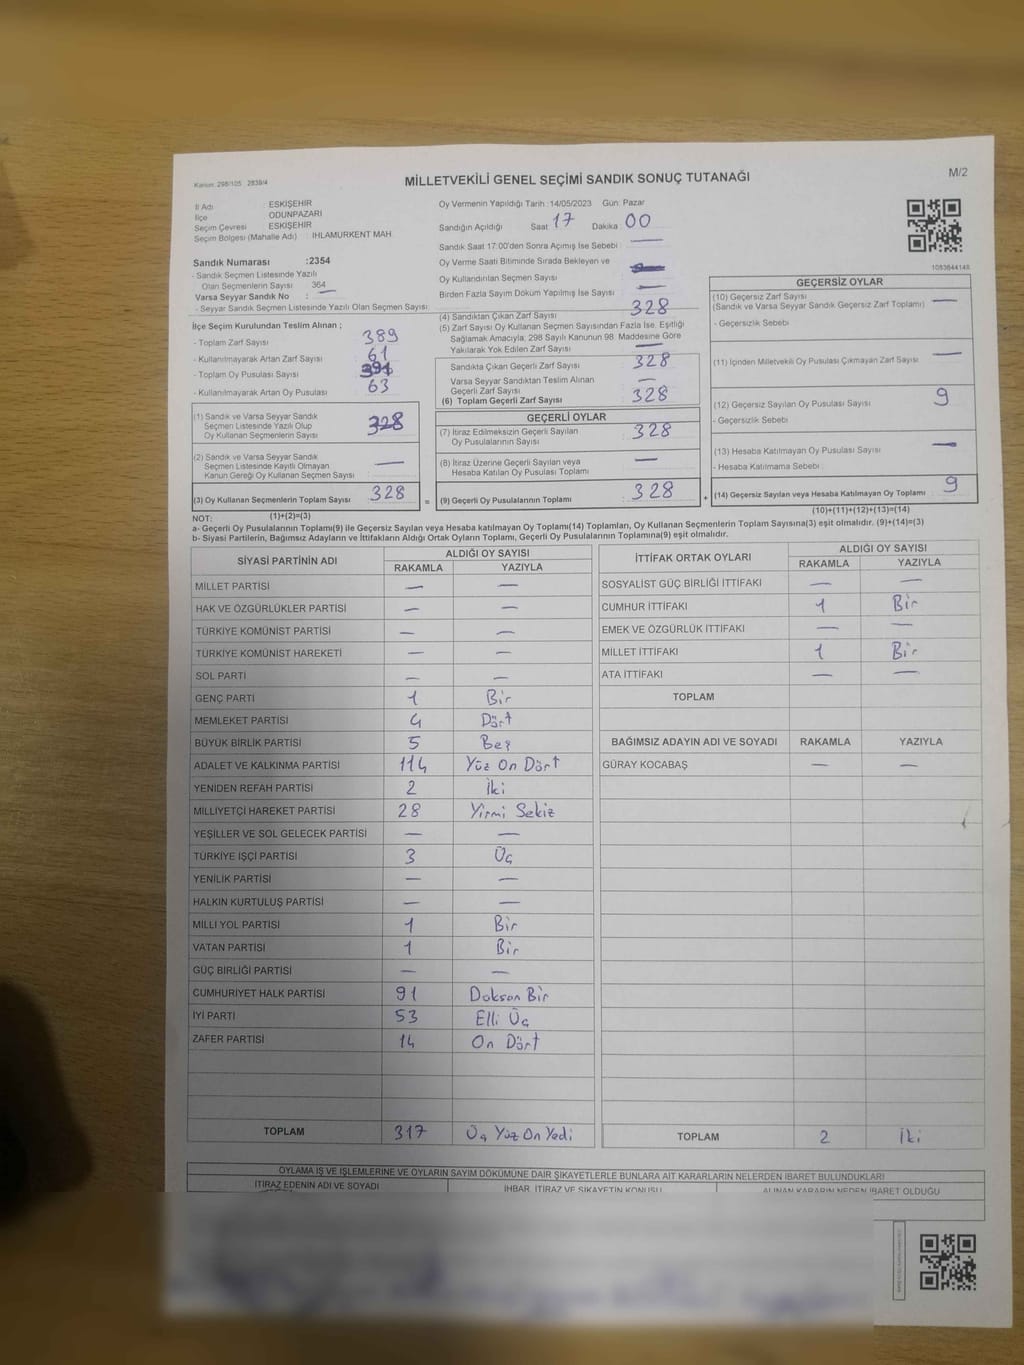 Kanun: 298/105 2839/4
MİLLETVEKİLİ GENEL SEÇİMİ SANDIK SONUÇ TUTANAĞI
M/2
İl Adı ESKİŞEHİR
İlçe ODUNPAZARI
Seçim Çevresi ESKİŞEHİR
Seçim Bölgesi (Mahalle Adı) : IHLAMURKENT MAH.
Sandık Numarası :2354
- Sandık Seçmen Listesinde Yazılı
Olan Seçmenlerin Sayısı 364
Varsa Seyyar Sandık No : —
- Seyyar Sandık Seçmen Listesinde Yazılı Olan Seçmen Sayısı:
Oy Vermenin Yapıldığı Tarih :14/05/2023 Gün: Pazar
Sandığın Açıldığı Saat 17 Dakika 00
Sandık Saat 17:00'den Sonra Açımış İse Sebebi : —
Oy Verme Saati Bitiminde Sırada Bekleyen ve
Oy Kullandırılan Seçmen Sayısı
Birden Fazla Sayım Döküm Yapılmış İse Sayısı : —
İlçe Seçim Kurulundan Teslim Alınan ;
- Toplam Zarf Sayısı 389
- Kullanılmayarak Artan Zarf Sayısı 61
- Toplam Oy Pusulası Sayısı
- Kullanılmayarak Artan Oy Pusulası 63
(1) Sandık ve Varsa Seyyar Sandık
Seçmen Listesinde Yazılı Olup
Oy Kullanan Seçmenlerin Sayısı 328
(2) Sandık ve Varsa Seyyar Sandık
Seçmen Listesinde Kayıtlı Olmayan
Kanun Gereği Oy Kullanan Seçmen Sayısı : —
(3) Oy Kullanan Seçmenlerin Toplam Sayısı : 328
(1)+(2)=(3)
(4) Sandıktan Çıkan Zarf Sayısı 328
(5) Zarf Sayısı Oy Kullanan Seçmen Sayısından Fazla İse, Eşitliği
Sağlamak Amacıyla, 298 Sayılı Kanunun 98. Maddesine Göre
Yakılarak Yok Edilen Zarf Sayısı —
Sandıkta Çıkan Geçerli Zarf Sayısı : 328
Varsa Seyyar Sandıktan Teslim Alınan
Geçerli Zarf Sayısı —
(6) Toplam Geçerli Zarf Sayısı : 328
GEÇERLİ OYLAR
(7) İtiraz Edilmeksizin Geçerli Sayılan
Oy Pusulalarının Sayısı : 328
(8) İtiraz Üzerine Geçerli Sayılan veya
Hesaba Katılan Oy Pusulası Toplamı : —
= (9) Geçerli Oy Pusulalarının Toplamı : 328 +
1083844148
GEÇERSİZ OYLAR
(10) Geçersiz Zarf Sayısı —
(Sandık ve Varsa Seyyar Sandık Geçersiz Zarf Toplamı) :
- Geçersizlik Sebebi :
(11) İçinden Milletvekili Oy Pusulası Çıkmayan Zarf Sayısı : —
(12) Geçersiz Sayılan Oy Pusulası Sayısı : 9
- Geçersizlik Sebebi :
(13) Hesaba Katılmayan Oy Pusulası Sayısı : —
- Hesaba Katılmama Sebebi :
(14) Geçersiz Sayılan veya Hesaba Katılmayan Oy Toplamı : 9
(10)+(11)+(12)+(13)=(14)
NOT:
a- Geçerli Oy Pusulalarının Toplamı(9) ile Geçersiz Sayılan veya Hesaba katılmayan Oy Toplamı(14) Toplamları, Oy Kullanan Seçmenlerin Toplam Sayısına(3) eşit olmalıdır. (9)+(14)=(3)
b- Siyasi Partilerin, Bağımsız Adayların ve İttifakların Aldığı Ortak Oyların Toplamı, Geçerli Oy Pusulalarının Toplamına(9) eşit olmalıdır.
SİYASİ PARTİNİN ADI ALDIĞI OY SAYISI
RAKAMLA YAZIYLA
MİLLET PARTİSİ — —
HAK VE ÖZGÜRLÜKLER PARTİSİ — —
TÜRKİYE KOMÜNİST PARTİSİ — —
TÜRKİYE KOMÜNİST HAREKETİ — —
SOL PARTİ — —
GENÇ PARTİ 1 Bir
MEMLEKET PARTİSİ 4 Dört
BÜYÜK BİRLİK PARTİSİ 5 Beş
ADALET VE KALKINMA PARTİSİ 114 Yüz On Dört
YENİDEN REFAH PARTİSİ 2 İki
MİLLİYETÇİ HAREKET PARTİSİ 28 Yirmi Sekiz
YEŞİLLER VE SOL GELECEK PARTİSİ — —
TÜRKİYE İŞÇİ PARTİSİ 3 Üç
YENİLİK PARTİSİ — —
HALKIN KURTULUŞ PARTİSİ — —
MİLLİ YOL PARTİSİ 1 Bir
VATAN PARTİSİ 1 Bir
GÜÇ BİRLİĞİ PARTİSİ — —
CUMHURİYET HALK PARTİSİ 91 Doksan Bir
İYİ PARTİ 53 Elli Üç
ZAFER PARTİSİ 14 On Dört
TOPLAM 317 Üç Yüz On Yedi
İTTİFAK ORTAK OYLARI ALDIĞI OY SAYISI
RAKAMLA YAZIYLA
SOSYALİST GÜÇ BİRLİĞİ İTTİFAKI — —
CUMHUR İTTİFAKI 1 Bir
EMEK VE ÖZGÜRLÜK İTTİFAKI — —
MİLLET İTTİFAKI 1 Bir
ATA İTTİFAKI — —
TOPLAM
BAĞIMSIZ ADAYIN ADI VE SOYADI RAKAMLA YAZIYLA
GÜRAY KOCABAŞ — —
TOPLAM 2 İki
OYLAMA İŞ VE İŞLEMLERİNE VE OYLARIN SAYIM DÖKÜMÜNE DAİR ŞİKAYETLERLE BUNLARA AİT KARARLARIN NELERDEN İBARET BULUNDUKLARI
İTİRAZ EDENİN ADI VE SOYADI İHBAR, İTİRAZ VE ŞİKAYETİN KONUSU ALINAN KARARIN NEDEN İBARET OLDUĞU